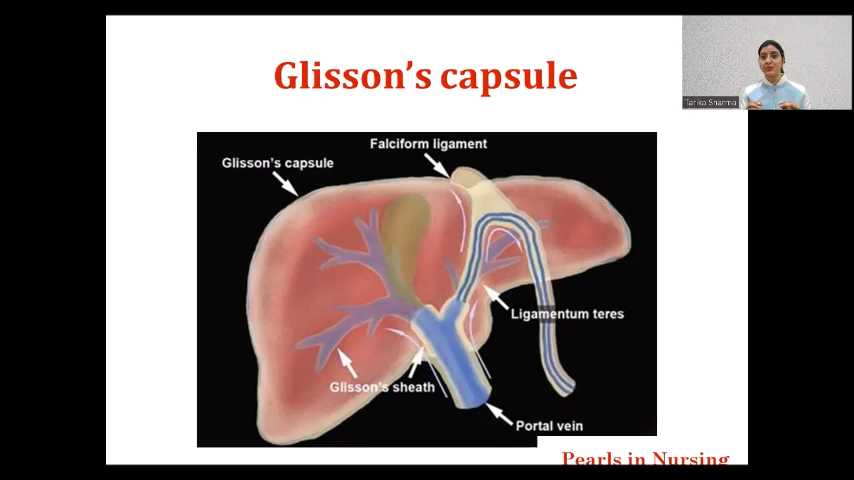 Glisson's capsule
Tarika Sharma
Falciform ligament
Glisson's capsule
Ligamentum teres
Glisson's sheath
Portal vein
Pearls in Nursing